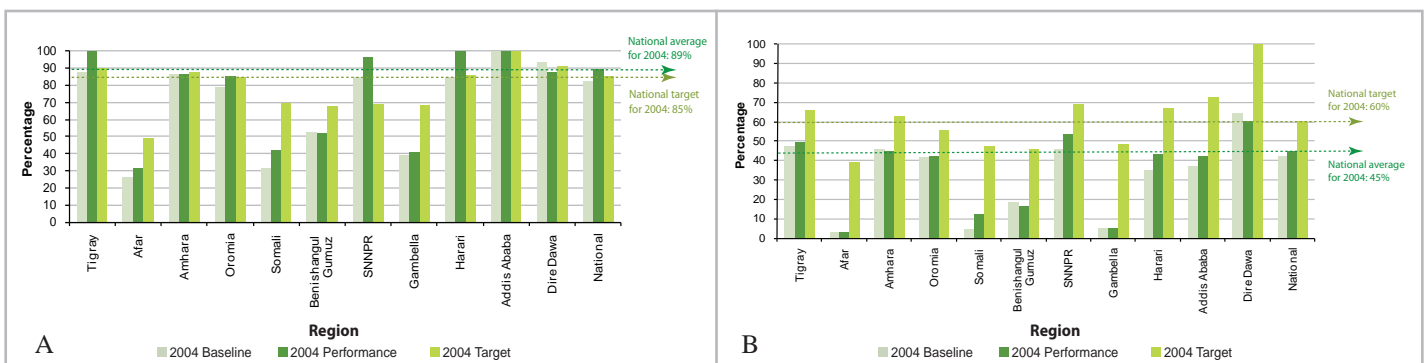 100
90
80
70
60
50
40
30
20
10
0
Percentage
National average
for 2004: 89%
National target
for 2004: 85%
Tigray
Afar
Amhara
Oromia
Somali
Benishangul
Gumuz
SNNPR
Gambella
Harari
Addis Ababa
Dire Dawa
National
Region
A
2004 Baseline 2004 Performance 2004 Target
100
90
80
70
60
50
40
30
20
10
0
Percentage
National target
for 2004: 60%
National average
for 2004: 45%
Tigray
Afar
Amhara
Oromia
Somali
Benishangul
Gumuz
SNNPR
Gambella
Harari
Addis Ababa
Dire Dawa
National
Region
B
2004 Baseline 2004 Performance 2004 Target